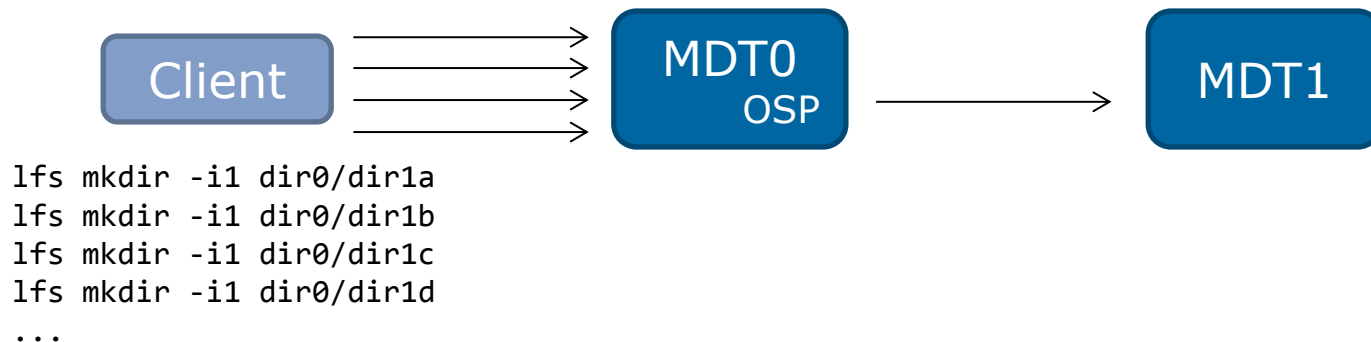 Client
MDT0
OSP
MDT1
lfs mkdir -i1 dir0/dir1a
lfs mkdir -i1 dir0/dir1b
lfs mkdir -i1 dir0/dir1c
lfs mkdir -i1 dir0/dir1d
...